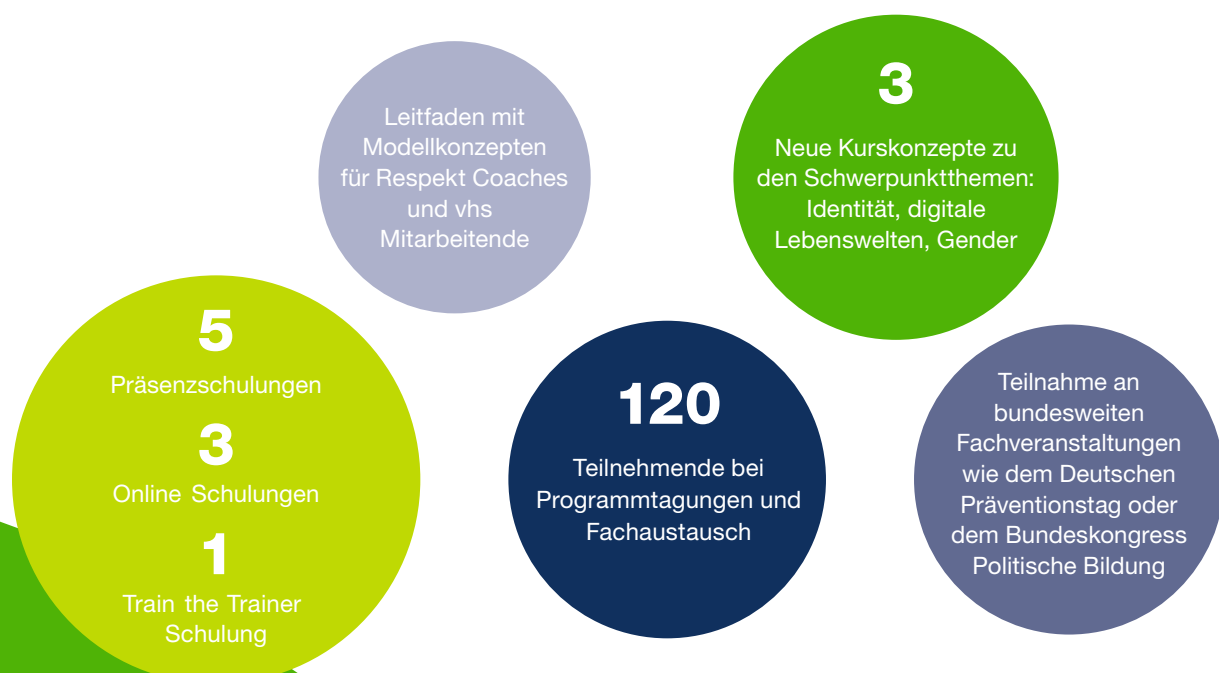 Leitfaden mit
Modellkonzepten
für Respekt Coaches
und vhs
Mitarbeitende
3
Neue Kurskonzepte zu
den Schwerpunktthemen:
Identität, digitale
Lebenswelten, Gender
5
Präsenzschulungen
3
Online Schulungen
1
Train the Trainer
Schulung
120
Teilnehmende bei
Programmtagungen und
Fachaustausch
Teilnahme an
bundesweiten
Fachveranstaltungen
wie dem Deutschen
Präventionstag oder
dem Bundeskongress
Politische Bildung